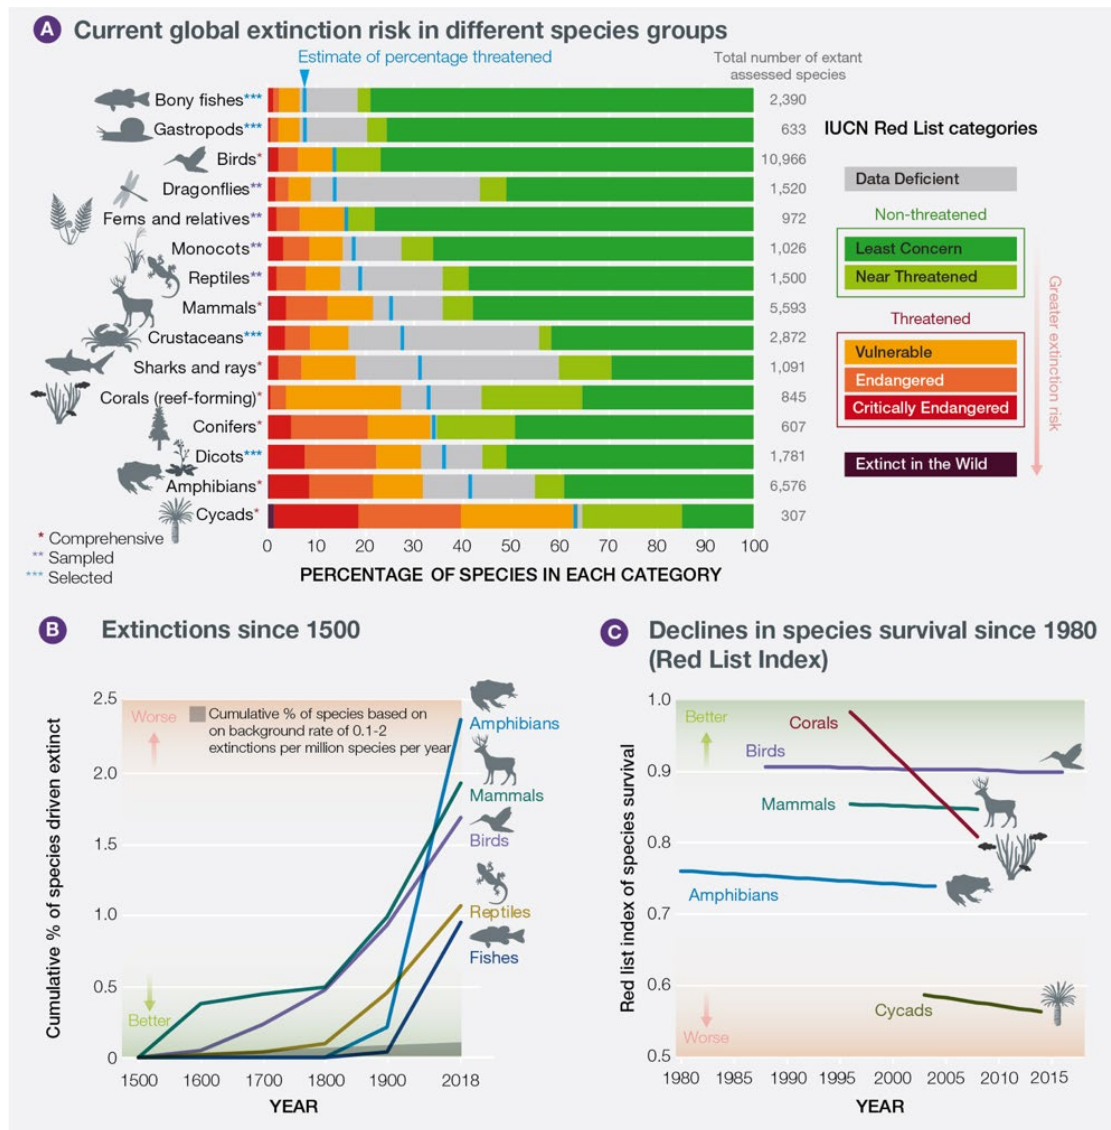 A Current global extinction risk in different species groups
Estimate of percentage threatened
Total number of extant
assessed species
Bony fishes*** 2,390
Gastropods*** 633
Birds* 10,966
Dragonflies** 1,520
Ferns and relatives** 972
Monocots** 1,026
Reptiles** 1,500
Mammals* 5,593
Crustaceans*** 2,872
Sharks and rays* 1,091
Corals (reef-forming)* 845
Conifers* 607
Dicots*** 1,781
Amphibians* 6,576
Cycads* 307
0 10 20 30 40 50 60 70 80 90 100
PERCENTAGE OF SPECIES IN EACH CATEGORY
* Comprehensive
** Sampled
*** Selected
IUCN Red List categories
Data Deficient
Non-threatened
Least Concern
Near Threatened
Threatened
Vulnerable
Endangered
Critically Endangered
Extinct in the Wild
Greater extinction risk
B Extinctions since 1500
Cumulative % of species driven extinct
2.5
2.0
1.5
1.0
0.5
0
Worse
Cumulative % of species based on
on background rate of 0.1-2
extinctions per million species per year
Better
Amphibians
Mammals
Birds
Reptiles
Fishes
1500 1600 1700 1800 1900 2018
YEAR
C Declines in species survival since 1980
(Red List Index)
Red list index of species survival
1.0
0.9
0.8
0.7
0.6
0.5
Better
Corals
Birds
Mammals
Amphibians
Cycads
Worse
1980 1985 1990 1995 2000 2005 2010 2015
YEAR